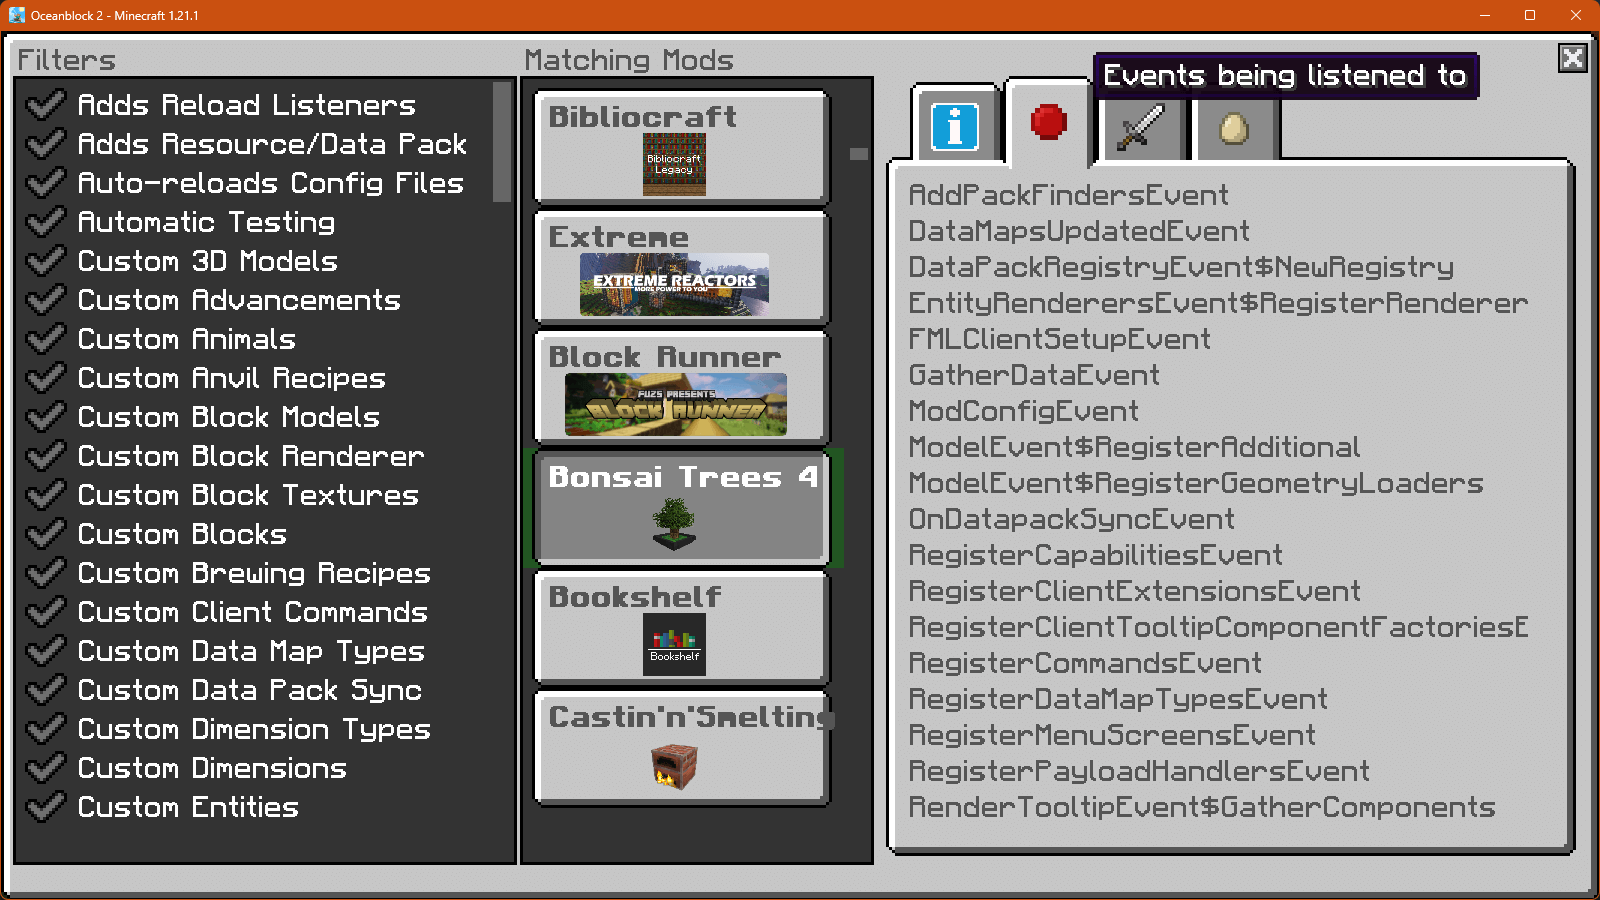 Oceanblock 2 - Minecraft 1.21.1
Filters
Adds Reload Listeners
Adds Resource/Data Pack
Auto-reloads Config Files
Automatic Testing
Custom 3D Models
Custom Advancements
Custom Animals
Custom Anvil Recipes
Custom Block Models
Custom Block Renderer
Custom Block Textures
Custom Blocks
Custom Brewing Recipes
Custom Client Commands
Custom Data Map Types
Custom Data Pack Sync
Custom Dimension Types
Custom Dimensions
Custom Entities
Matching Mods
Bibliocraft
Bibliocraft
Legacy
Extreme
EXTREME REACTORS
MORE POWER TO YOU
Block Runner
FUZS PRESENTS
BLOCK RUNNER
Bonsai Trees 4
Bookshelf
Bookshelf
Castin'n'Smelting
Events being listened to
AddPackFindersEvent
DataMapsUpdatedEvent
DataPackRegistryEvent$NewRegistry
EntityRenderersEvent$RegisterRenderer
FMLClientSetupEvent
GatherDataEvent
ModConfigEvent
ModelEvent$RegisterAdditional
ModelEvent$RegisterGeometryLoaders
OnDatapackSyncEvent
RegisterCapabilitiesEvent
RegisterClientExtensionsEvent
RegisterClientTooltipComponentFactoriesE
RegisterCommandsEvent
RegisterDataMapTypesEvent
RegisterMenuScreensEvent
RegisterPayloadHandlersEvent
RenderTooltipEvent$GatherComponents